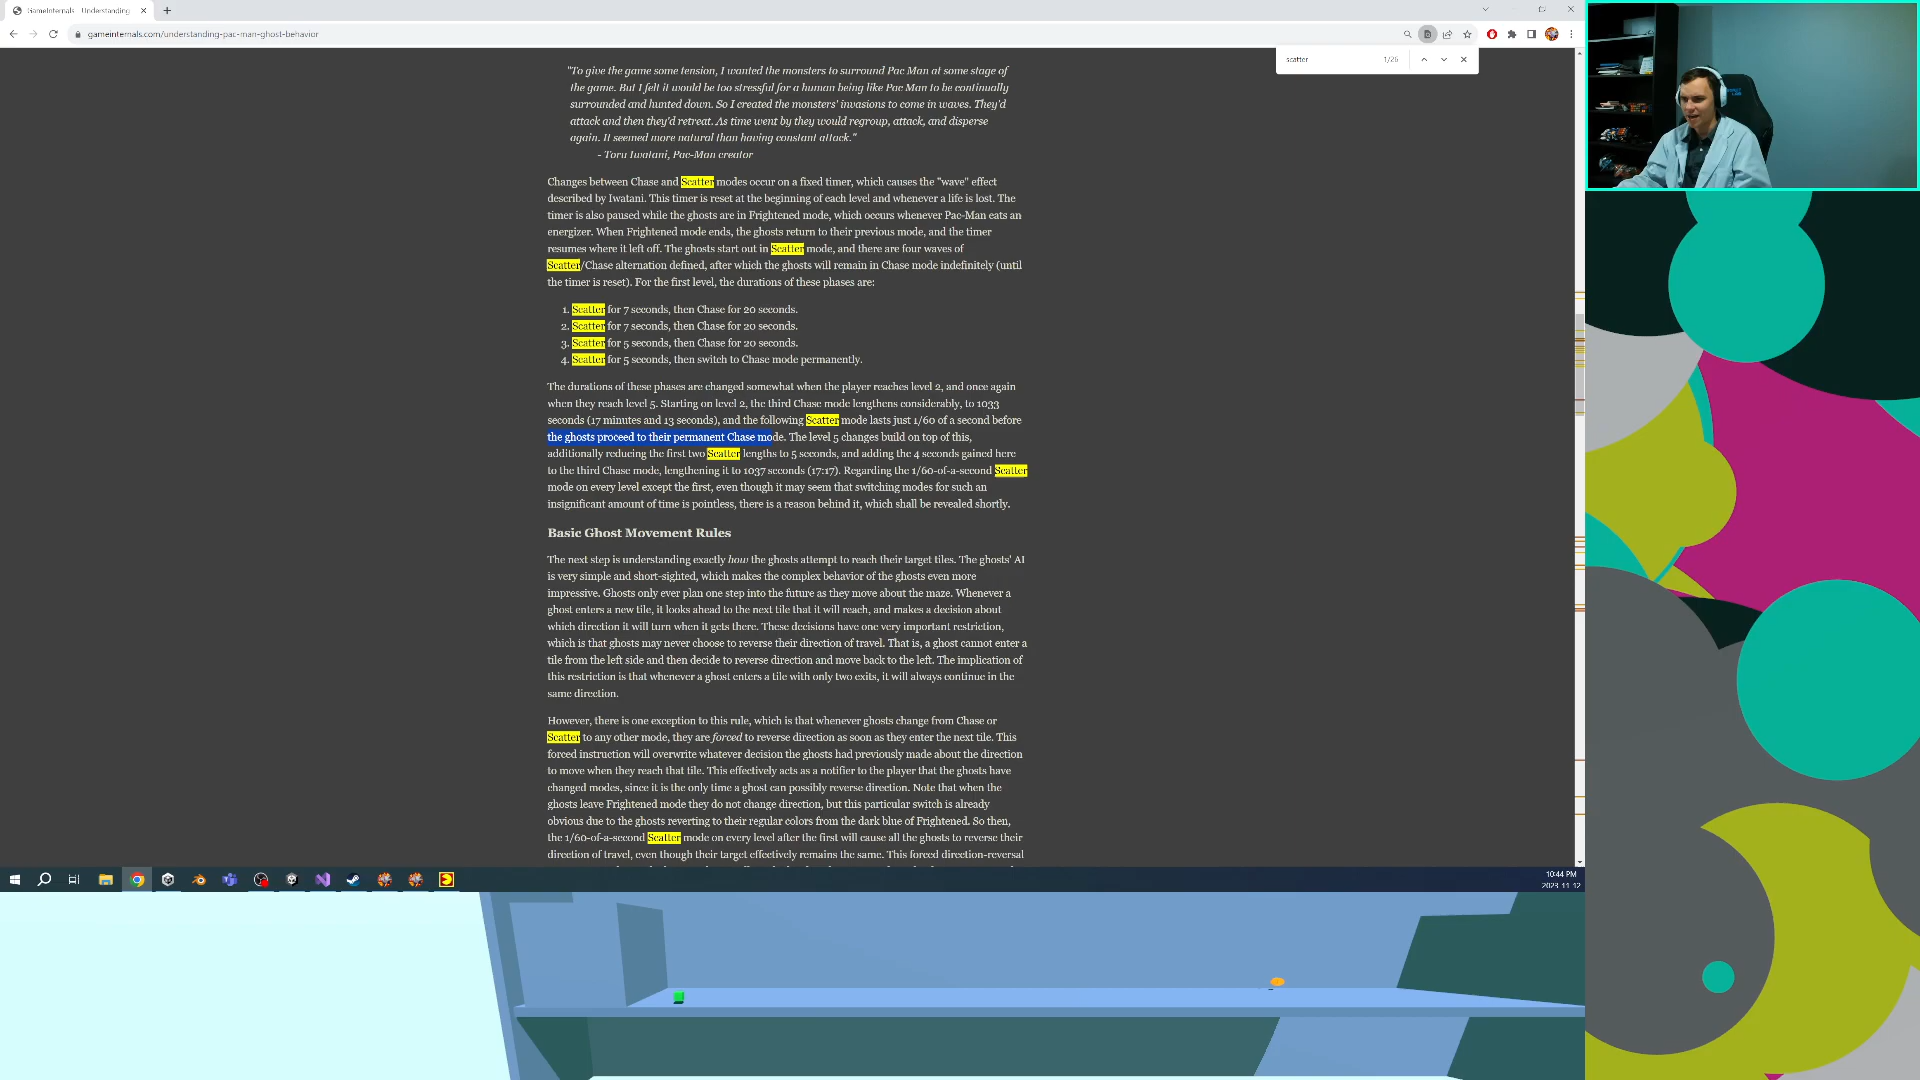 GameInternals - Understanding
gameinternals.com/understanding-pac-man-ghost-behavior
scatter
1/26
"To give the game some tension, I wanted the monsters to surround Pac Man at some stage of
the game. But I felt it would be too stressful for a human being like Pac Man to be continually
surrounded and hunted down. So I created the monsters' invasions to come in waves. They'd
attack and then they'd retreat. As time went by they would regroup, attack, and disperse
again. It seemed more natural than having constant attack."
- Toru Iwatani, Pac-Man creator
Changes between Chase and Scatter modes occur on a fixed timer, which causes the "wave" effect
described by Iwatani. This timer is reset at the beginning of each level and whenever a life is lost. The
timer is also paused while the ghosts are in Frightened mode, which occurs whenever Pac-Man eats an
energizer. When Frightened mode ends, the ghosts return to their previous mode, and the timer
resumes where it left off. The ghosts start out in Scatter mode, and there are four waves of
Scatter/Chase alternation defined, after which the ghosts will remain in Chase mode indefinitely (until
the timer is reset). For the first level, the durations of these phases are:
1. Scatter for 7 seconds, then Chase for 20 seconds.
2. Scatter for 7 seconds, then Chase for 20 seconds.
3. Scatter for 5 seconds, then Chase for 20 seconds.
4. Scatter for 5 seconds, then switch to Chase mode permanently.
The durations of these phases are changed somewhat when the player reaches level 2, and once again
when they reach level 5. Starting on level 2, the third Chase mode lengthens considerably, to 1033
seconds (17 minutes and 13 seconds), and the following Scatter mode lasts just 1/60 of a second before
the ghosts proceed to their permanent Chase mode. The level 5 changes build on top of this,
additionally reducing the first two Scatter lengths to 5 seconds, and adding the 4 seconds gained here
to the third Chase mode, lengthening it to 1037 seconds (17:17). Regarding the 1/60-of-a-second Scatter
mode on every level except the first, even though it may seem that switching modes for such an
insignificant amount of time is pointless, there is a reason behind it, which shall be revealed shortly.
Basic Ghost Movement Rules
The next step is understanding exactly how the ghosts attempt to reach their target tiles. The ghosts' AI
is very simple and short-sighted, which makes the complex behavior of the ghosts even more
impressive. Ghosts only ever plan one step into the future as they move about the maze. Whenever a
ghost enters a new tile, it looks ahead to the next tile that it will reach, and makes a decision about
which direction it will turn when it gets there. These decisions have one very important restriction,
which is that ghosts may never choose to reverse their direction of travel. That is, a ghost cannot enter a
tile from the left side and then decide to reverse direction and move back to the left. The implication of
this restriction is that whenever a ghost enters a tile with only two exits, it will always continue in the
same direction.
However, there is one exception to this rule, which is that whenever ghosts change from Chase or
Scatter to any other mode, they are forced to reverse direction as soon as they enter the next tile. This
forced instruction will overwrite whatever decision the ghosts had previously made about the direction
to move when they reach that tile. This effectively acts as a notifier to the player that the ghosts have
changed modes, since it is the only time a ghost can possibly reverse direction. Note that when the
ghosts leave Frightened mode they do not change direction, but this particular switch is already
obvious due to the ghosts reverting to their regular colors from the dark blue of Frightened. So then,
the 1/60-of-a-second Scatter mode on every level after the first will cause all the ghosts to reverse their
direction of travel, even though their target effectively remains the same. This forced direction-reversal
10:44 PM
2023-11-12